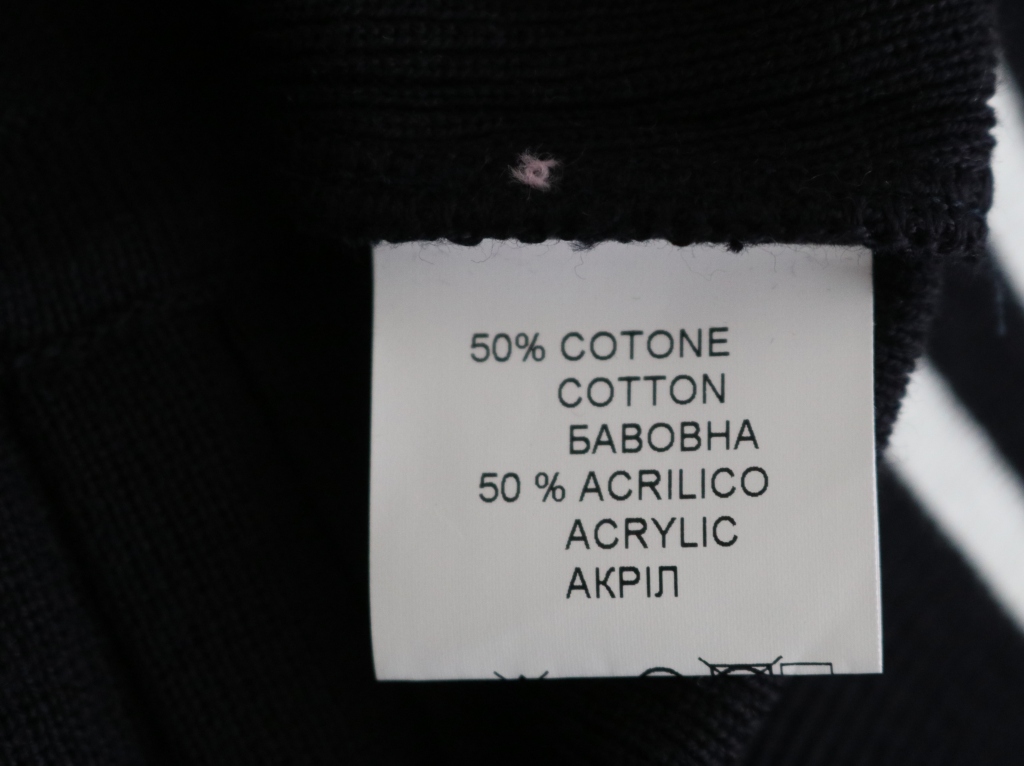 50% COTONE
COTTON
БАВОВНА
50 % ACRILICO
ACRYLIC
АКРІЛ